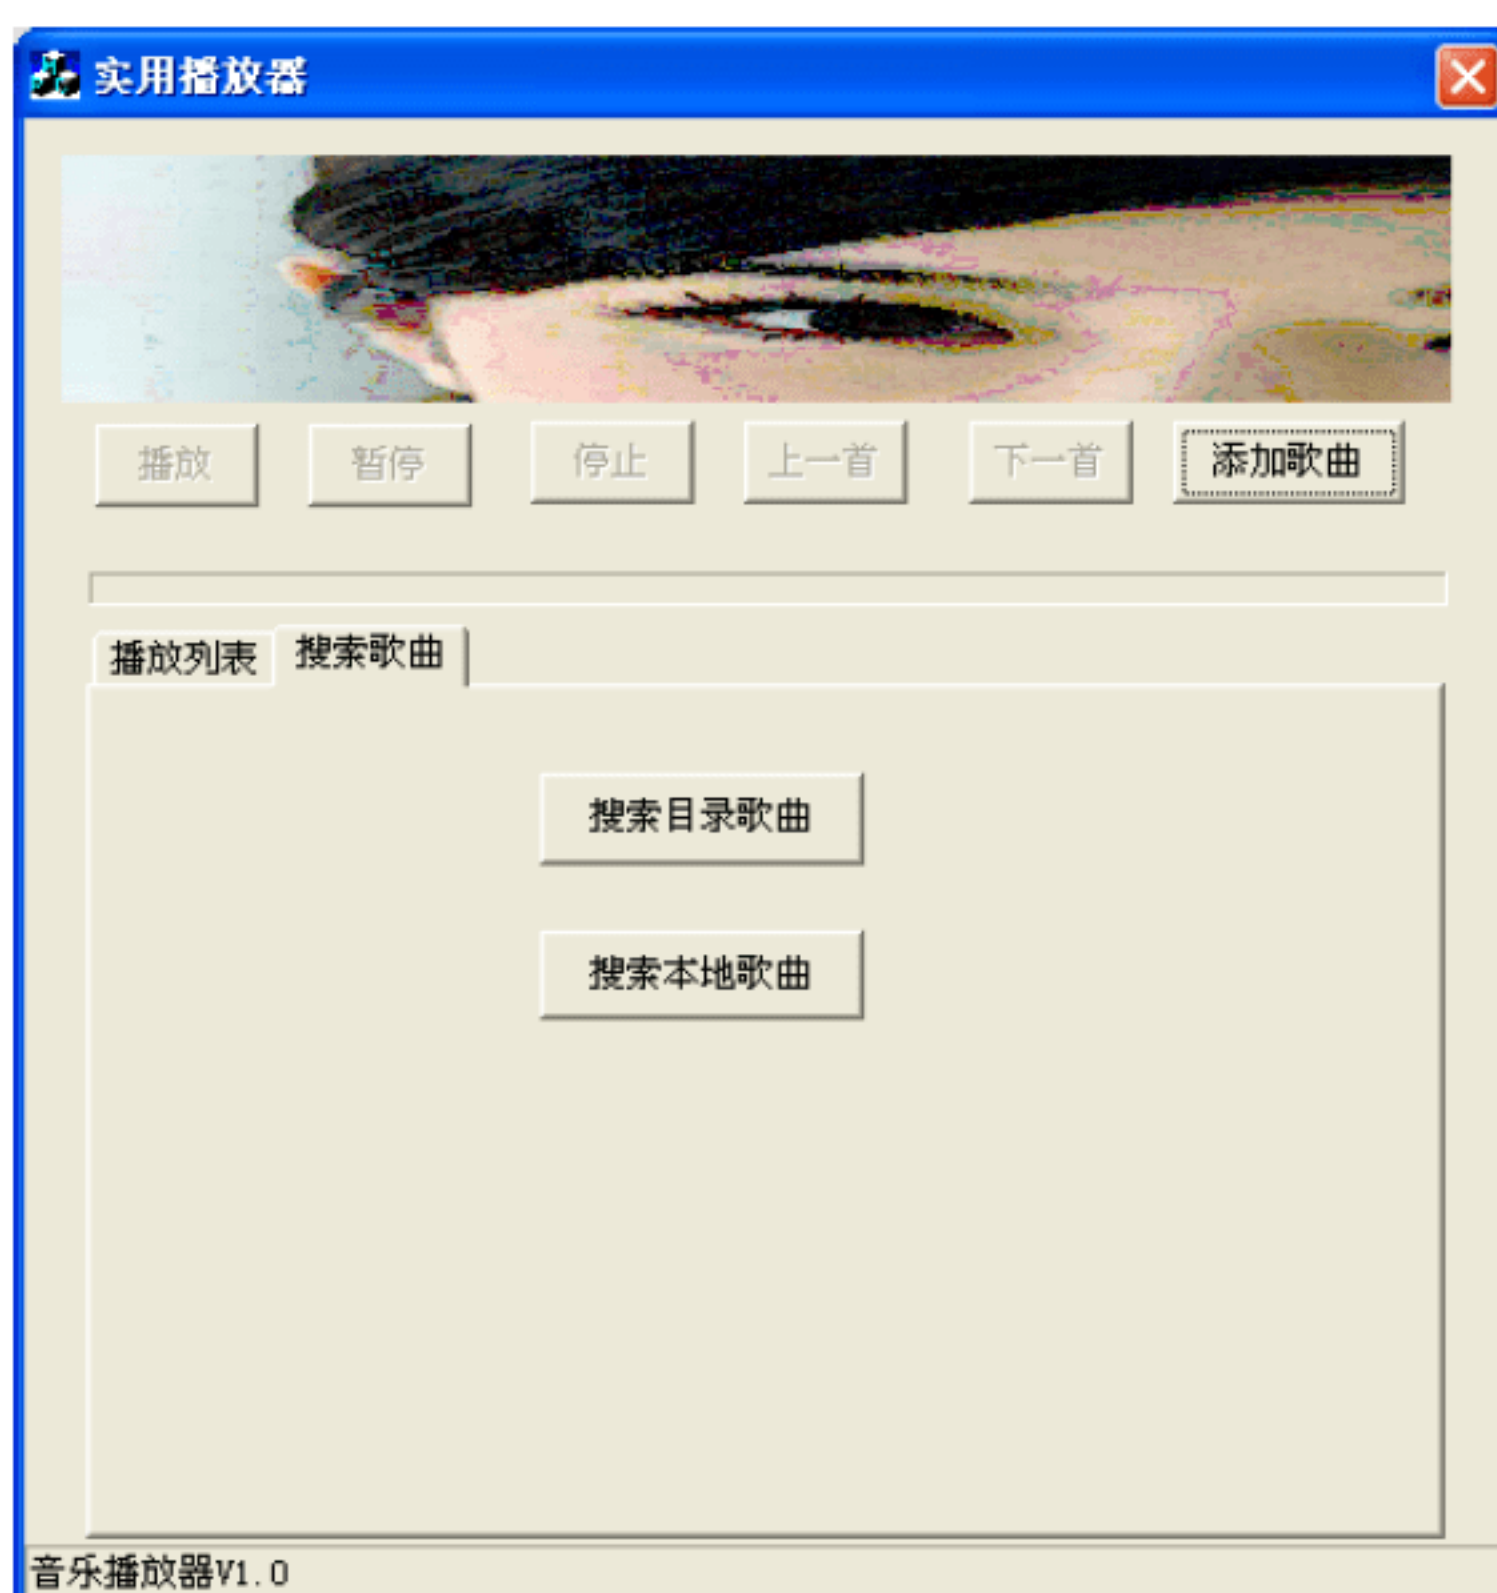 实用播放器
播放 暂停 停止 上一首 下一首 添加歌曲
播放列表 搜索歌曲
搜索目录歌曲
搜索本地歌曲
音乐播放器V1.0